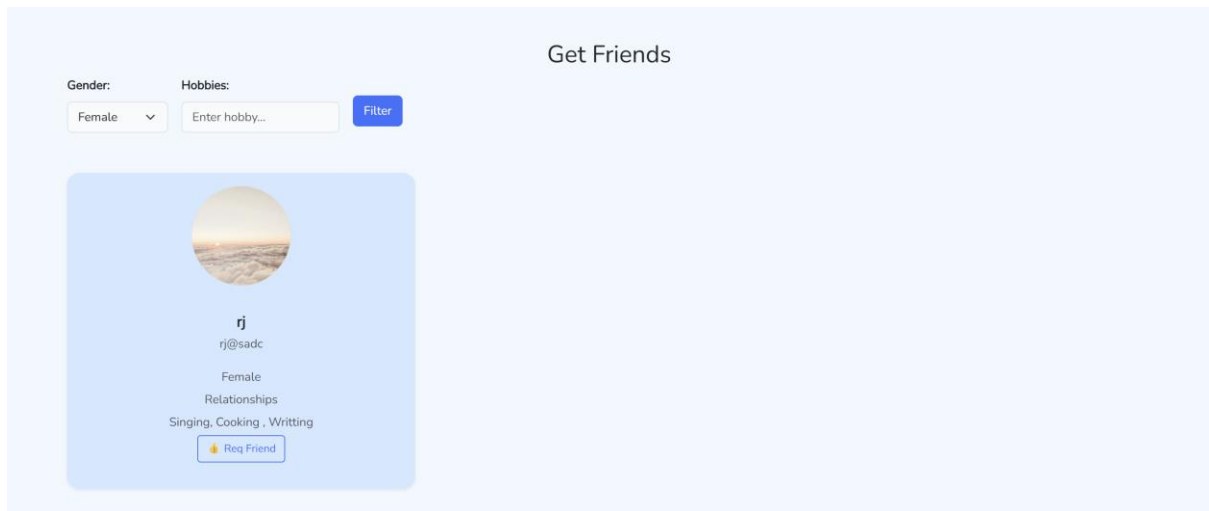 Get Friends
Gender:
Hobbies:
Female
Enter hobby...
Filter
rj
rj@sadc
Female
Relationships
Singing, Cooking , Writting
👍 Req Friend